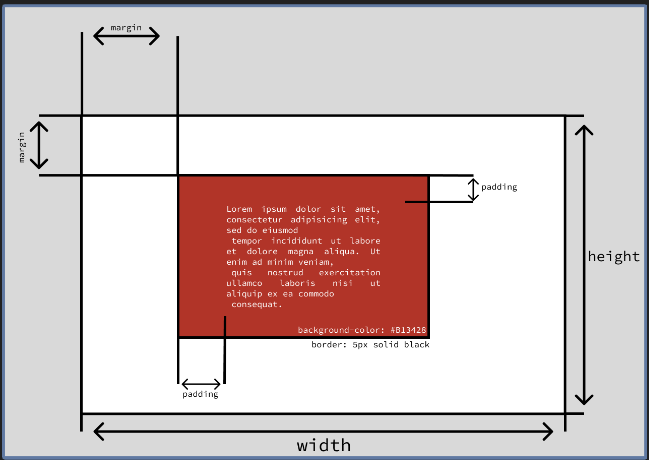 margin
margin
padding
Lorem ipsum dolor sit amet,
consectetur adipisicing elit,
sed do eiusmod
tempor incididunt ut labore
et dolore magna aliqua. Ut
enim ad minim veniam,
quis nostrud exercitation
ullamco laboris nisi ut
aliquip ex ea commodo
consequat.
height
background-color: #B13428
border: 5px solid black
padding
width